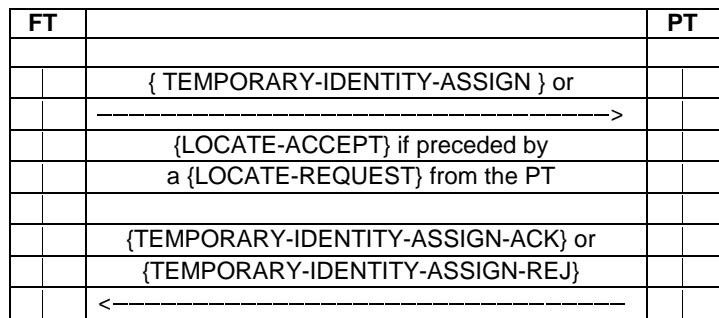 FT PT
{ TEMPORARY-IDENTITY-ASSIGN } or
{LOCATE-ACCEPT} if preceded by
a {LOCATE-REQUEST} from the PT
{TEMPORARY-IDENTITY-ASSIGN-ACK} or
{TEMPORARY-IDENTITY-ASSIGN-REJ}